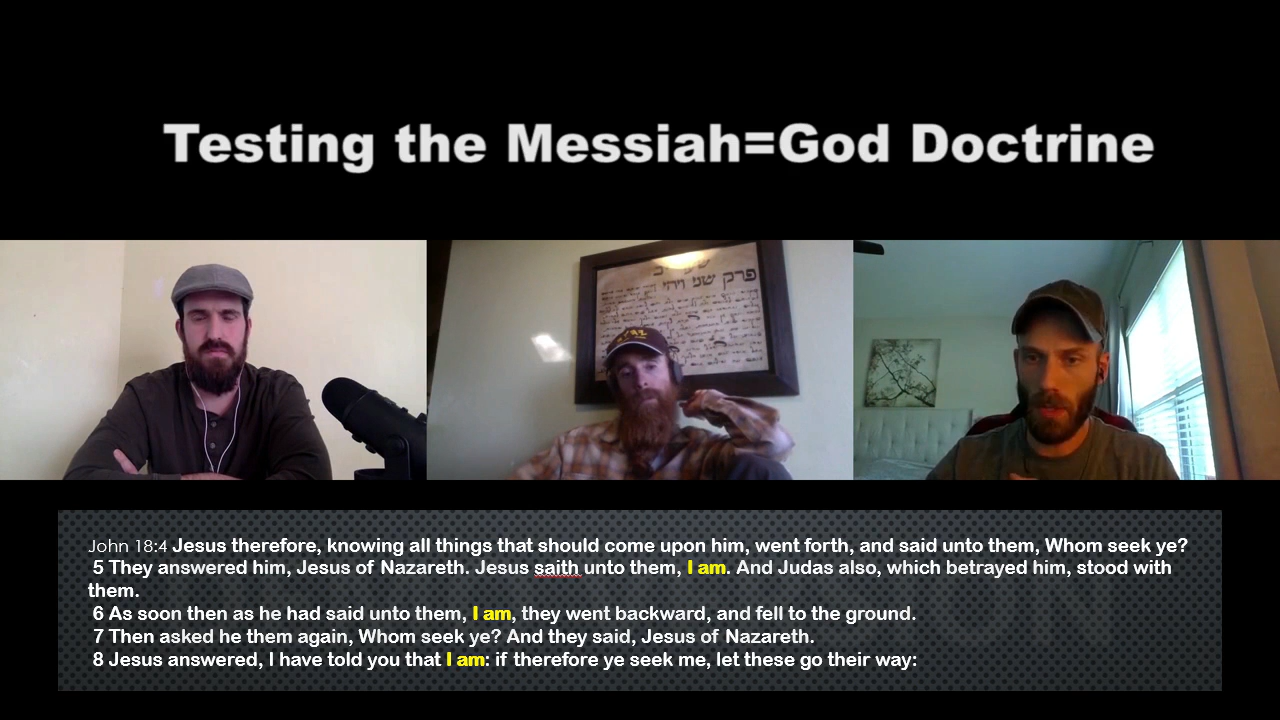 Testing the Messiah=God Doctrine
פרק שני ויהי
John 18:4 Jesus therefore, knowing all things that should come upon him, went forth, and said unto them, Whom seek ye?
5 They answered him, Jesus of Nazareth. Jesus saith unto them, I am. And Judas also, which betrayed him, stood with
them.
6 As soon then as he had said unto them, I am, they went backward, and fell to the ground.
7 Then asked he them again, Whom seek ye? And they said, Jesus of Nazareth.
8 Jesus answered, I have told you that I am: if therefore ye seek me, let these go their way: